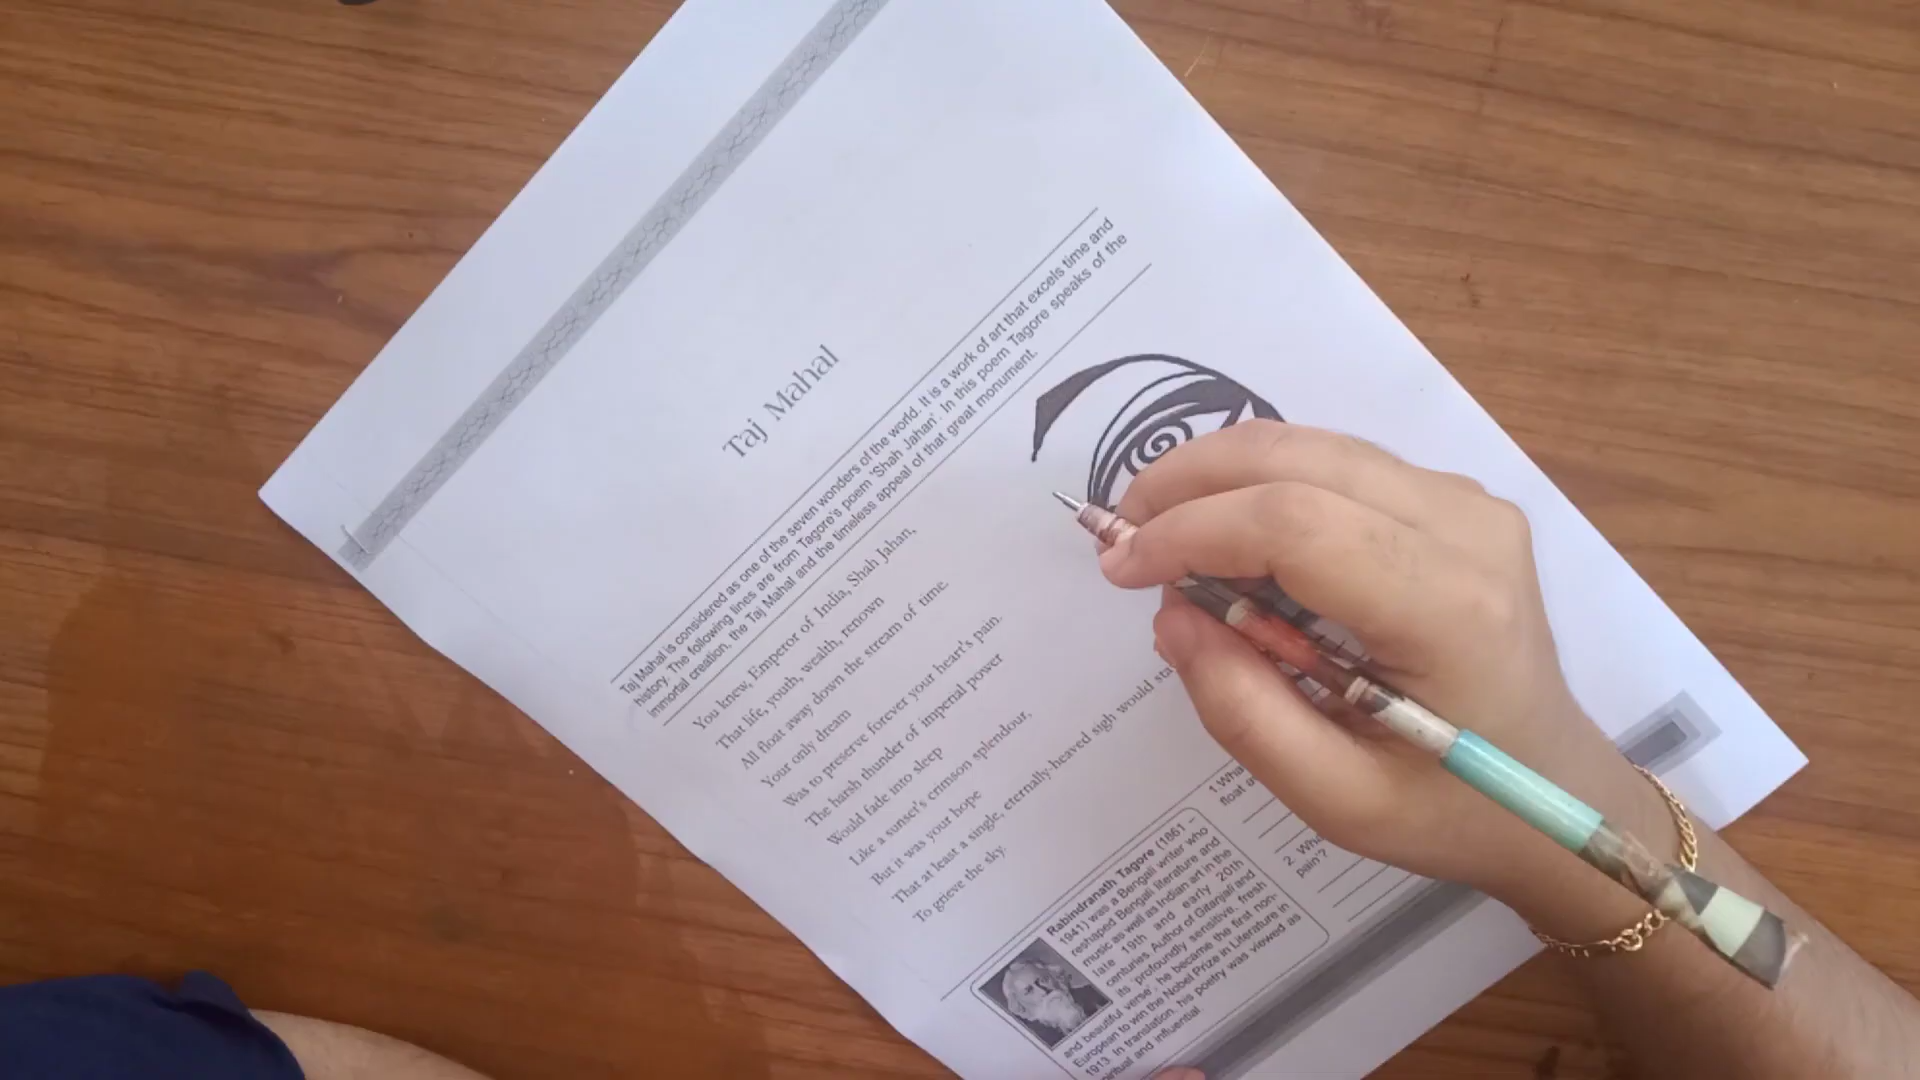 Taj Mahal
Taj Mahal is considered as one of the seven wonders of the world. It is a work of art that excels time and
history. The following lines are from Tagore's poem 'Shah Jahan'. In this poem Tagore speaks of the
immortal creation, the Taj Mahal and the timeless appeal of that great monument.
You knew, Emperor of India, Shah Jahan,
That life, youth, wealth, renown
All float away down the stream of time.
Your only dream
Was to preserve forever your heart's pain.
The harsh thunder of imperial power
Would fade into sleep
Like a sunset's crimson splendour,
But it was your hope
That at least a single, eternally-heaved sigh would
To grieve the sky.
Rabindranath Tagore (1861 -
1941) was a Bengali writer who
reshaped Bengali literature and
music as well as Indian art in the
late 19th and early 20th
centuries. Author of Gitanjali and
its 'profoundly sensitive, fresh
and beautiful verse', he became the first non-
European to win the Nobel Prize in Literature in
1913. In translation, his poetry was viewed as
and influential
1.
float
2.
pain'?